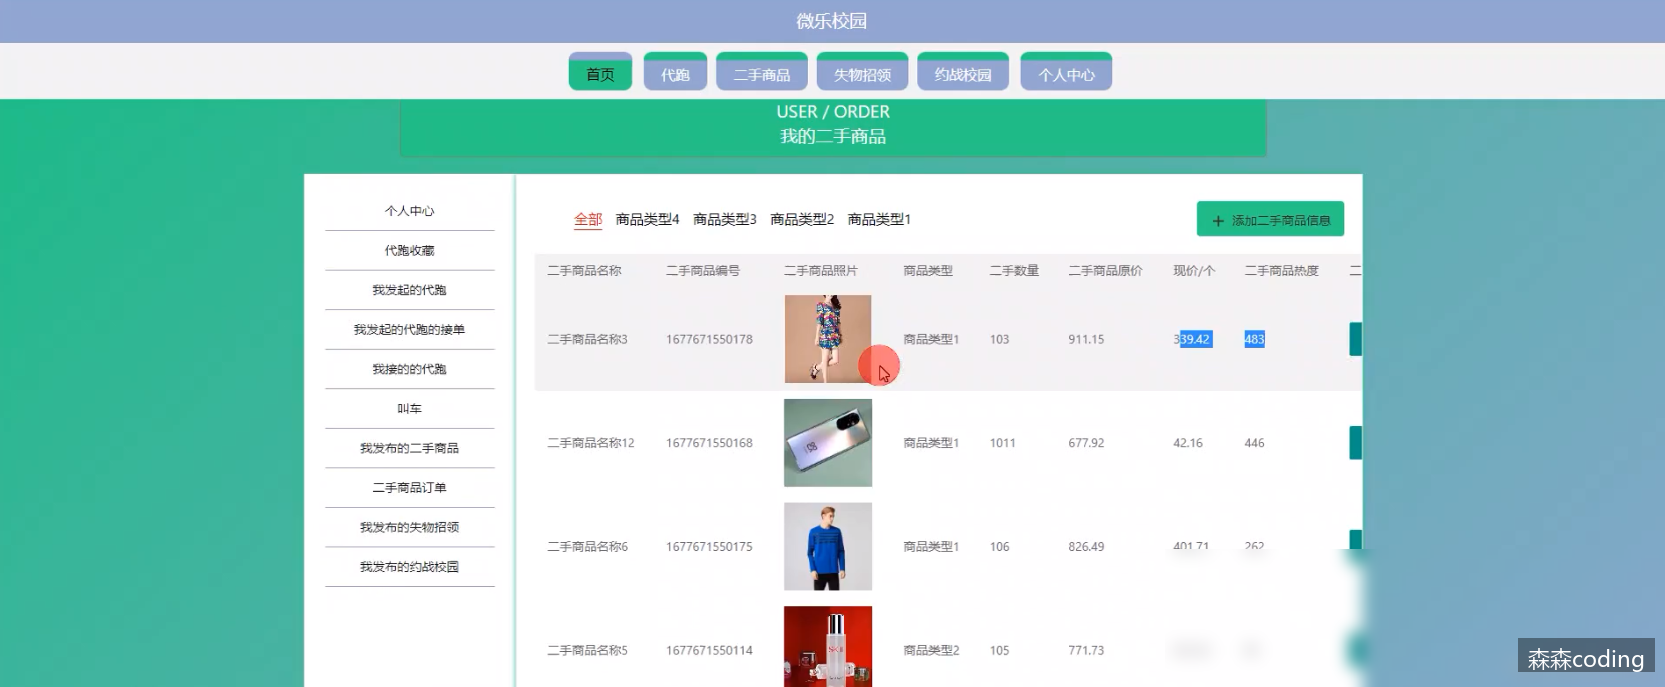 微乐校园
首页 代跑 二手商品 失物招领 约战校园 个人中心
USER / ORDER
我的二手商品
个人中心
代跑收藏
我发起的代跑
我发起的代跑的接单
我接的的代跑
叫车
我发布的二手商品
二手商品订单
我发布的失物招领
我发布的约战校园
全部 商品类型4 商品类型3 商品类型2 商品类型1
+ 添加二手商品信息
二手商品名称 二手商品编号 二手商品照片 商品类型 二手数量 二手商品原价 现价/个 二手商品热度 二
二手商品名称3 1677671550178 商品类型1 103 911.15 339.42 483
二手商品名称12 1677671550168 商品类型1 1011 677.92 42.16 446
二手商品名称6 1677671550175 商品类型1 106 826.49 401.71 262
二手商品名称5 1677671550114 商品类型2 105 771.73
SK-II
森森coding